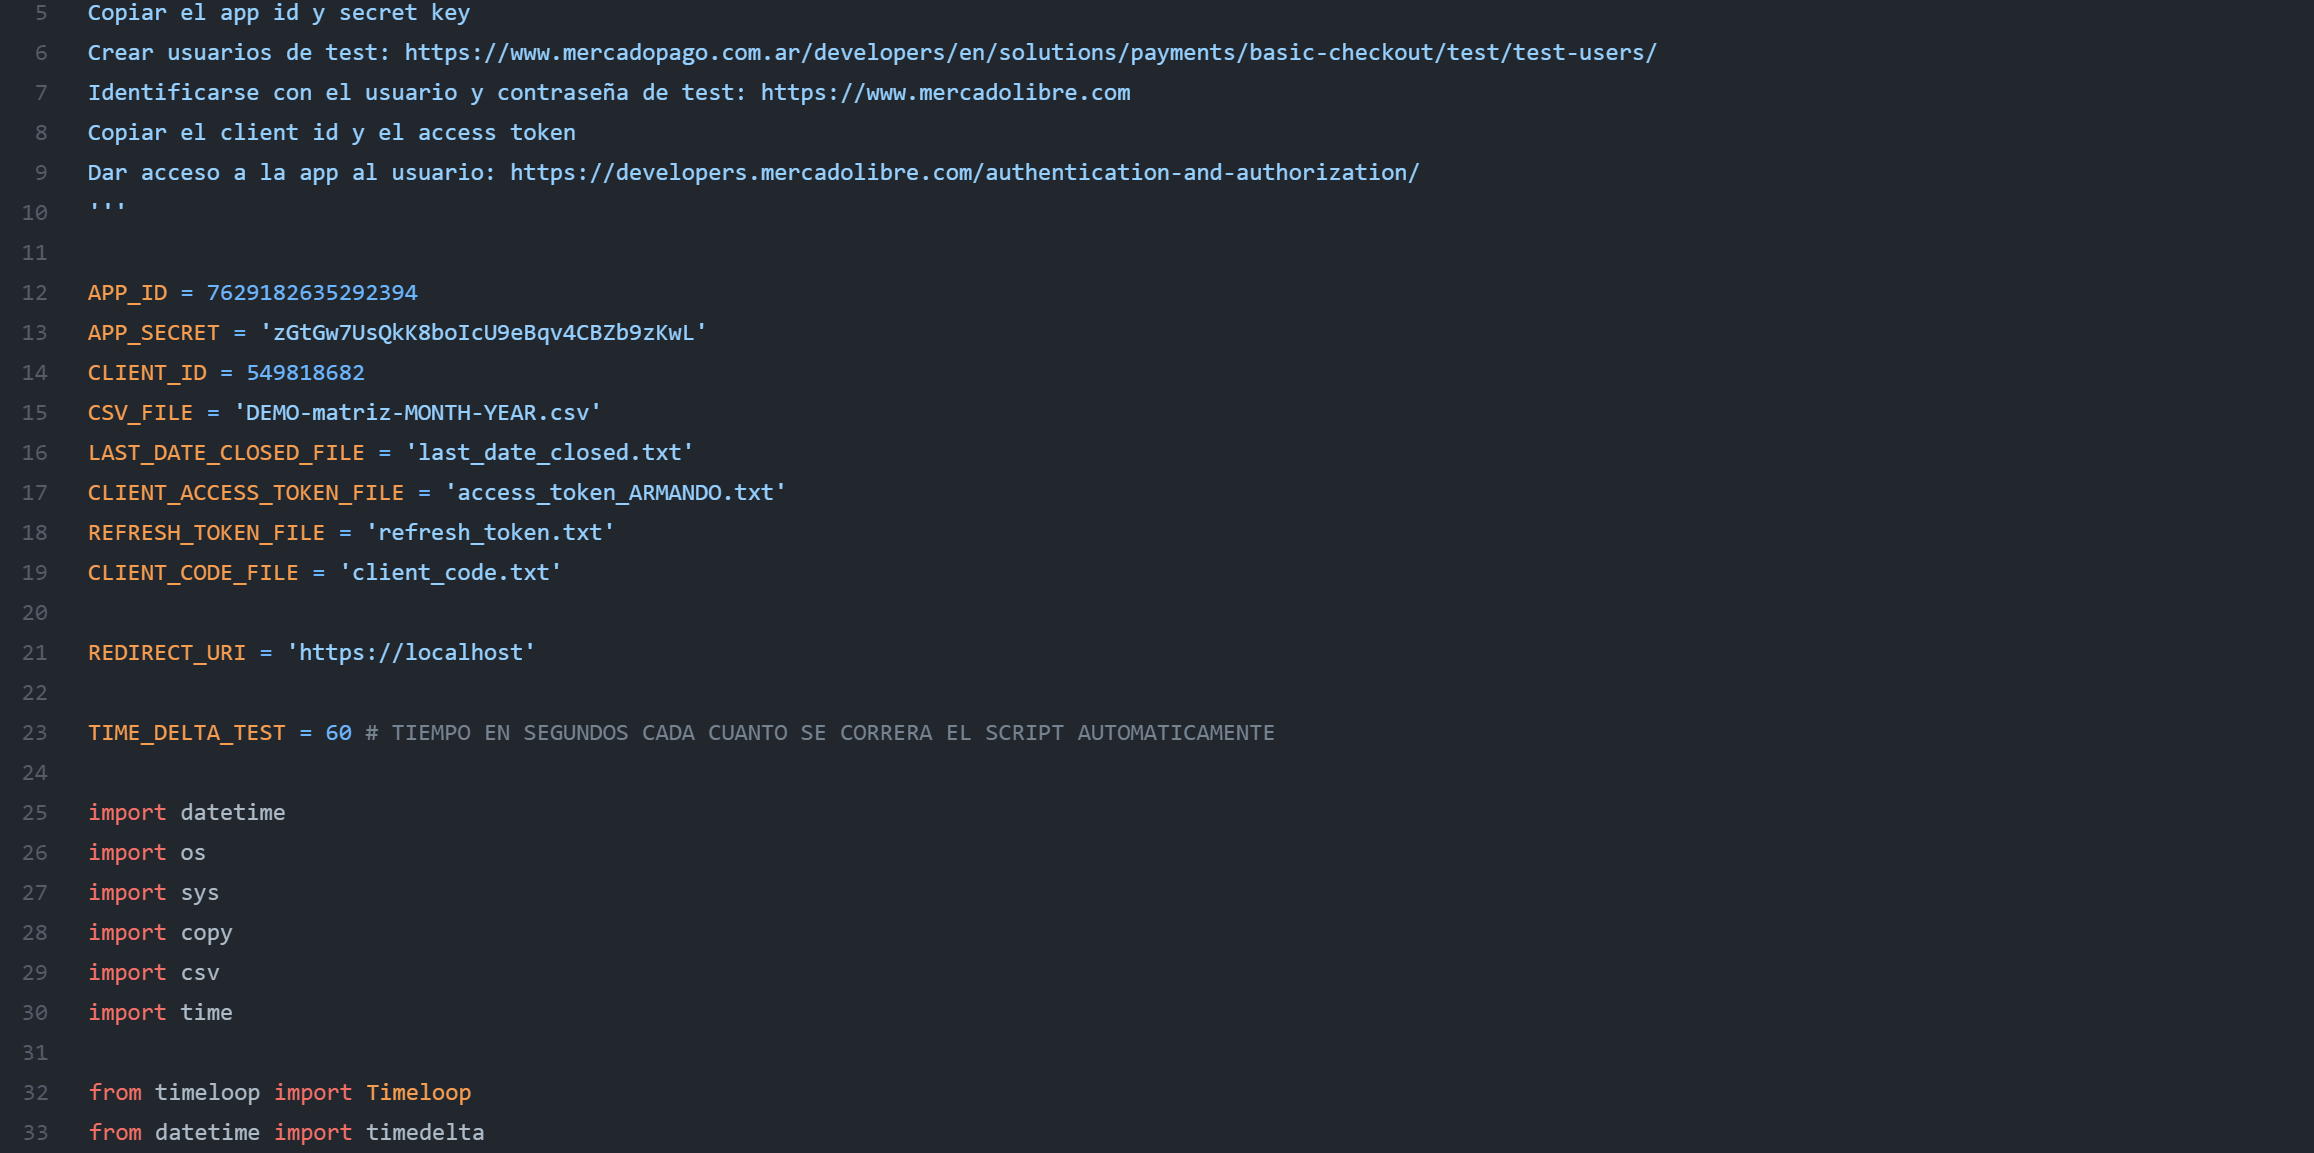 5 Copiar el app id y secret key
6 Crear usuarios de test: https://www.mercadopago.com.ar/developers/en/solutions/payments/basic-checkout/test/test-users/
7 Identificarse con el usuario y contraseña de test: https://www.mercadolibre.com
8 Copiar el client id y el access token
9 Dar acceso a la app al usuario: https://developers.mercadolibre.com/authentication-and-authorization/
10 '''
11
12 APP_ID = 7629182635292394
13 APP_SECRET = 'zGtGw7UsQkK8boIcU9eBqv4CBZb9zKwL'
14 CLIENT_ID = 549818682
15 CSV_FILE = 'DEMO-matriz-MONTH-YEAR.csv'
16 LAST_DATE_CLOSED_FILE = 'last_date_closed.txt'
17 CLIENT_ACCESS_TOKEN_FILE = 'access_token_ARMANDO.txt'
18 REFRESH_TOKEN_FILE = 'refresh_token.txt'
19 CLIENT_CODE_FILE = 'client_code.txt'
20
21 REDIRECT_URI = 'https://localhost'
22
23 TIME_DELTA_TEST = 60 # TIEMPO EN SEGUNDOS CADA CUANTO SE CORRERA EL SCRIPT AUTOMATICAMENTE
24
25 import datetime
26 import os
27 import sys
28 import copy
29 import csv
30 import time
31
32 from timeloop import Timeloop
33 from datetime import timedelta